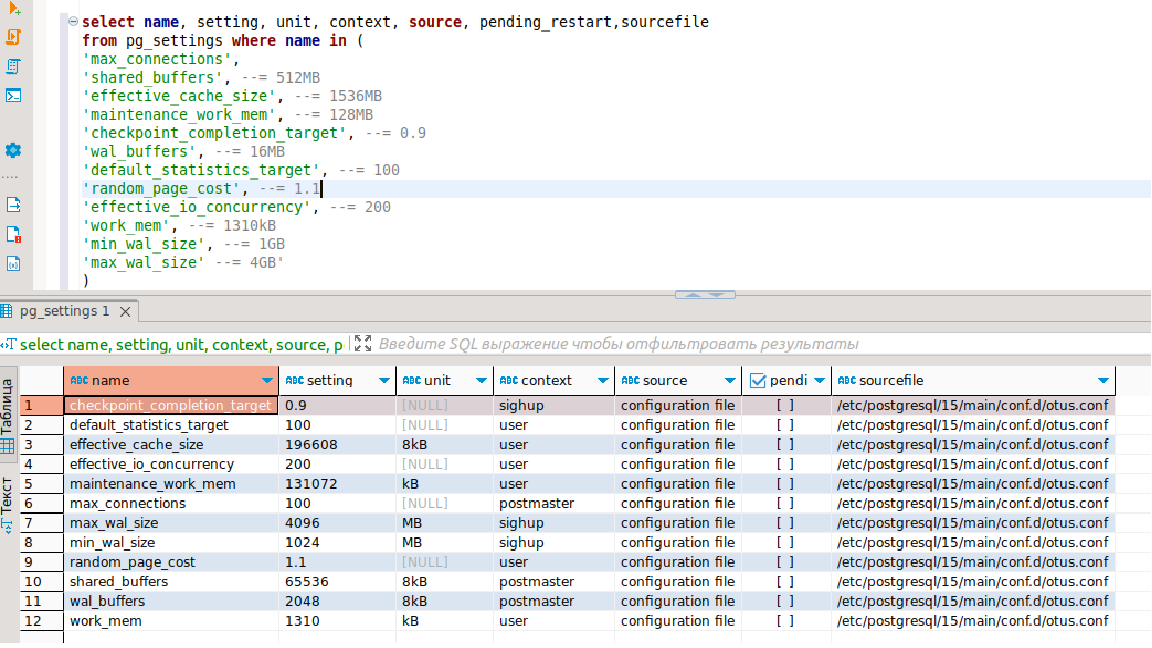 select name, setting, unit, context, source, pending_restart,sourcefile
from pg_settings where name in (
'max_connections',
'shared_buffers', --= 512MB
'effective_cache_size', --= 1536MB
'maintenance_work_mem', --= 128MB
'checkpoint_completion_target', --= 0.9
'wal_buffers', --= 16MB
'default_statistics_target', --= 100
'random_page_cost', --= 1.1
'effective_io_concurrency', --= 200
'work_mem', --= 1310kB
'min_wal_size', --= 1GB
'max_wal_size' --= 4GB'
)
pg_settings 1
select name, setting, unit, context, source, p Введите SQL выражение чтобы отфильтровать результаты
Таблица
Текст
ABC name ABC setting ABC unit ABC context ABC source pendi ABC sourcefile
1 checkpoint_completion_target 0.9 [NULL] sighup configuration file [ ] /etc/postgresql/15/main/conf.d/otus.conf
2 default_statistics_target 100 [NULL] user configuration file [ ] /etc/postgresql/15/main/conf.d/otus.conf
3 effective_cache_size 196608 8kB user configuration file [ ] /etc/postgresql/15/main/conf.d/otus.conf
4 effective_io_concurrency 200 [NULL] user configuration file [ ] /etc/postgresql/15/main/conf.d/otus.conf
5 maintenance_work_mem 131072 kB user configuration file [ ] /etc/postgresql/15/main/conf.d/otus.conf
6 max_connections 100 [NULL] postmaster configuration file [ ] /etc/postgresql/15/main/conf.d/otus.conf
7 max_wal_size 4096 MB sighup configuration file [ ] /etc/postgresql/15/main/conf.d/otus.conf
8 min_wal_size 1024 MB sighup configuration file [ ] /etc/postgresql/15/main/conf.d/otus.conf
9 random_page_cost 1.1 [NULL] user configuration file [ ] /etc/postgresql/15/main/conf.d/otus.conf
10 shared_buffers 65536 8kB postmaster configuration file [ ] /etc/postgresql/15/main/conf.d/otus.conf
11 wal_buffers 2048 8kB postmaster configuration file [ ] /etc/postgresql/15/main/conf.d/otus.conf
12 work_mem 1310 kB user configuration file [ ] /etc/postgresql/15/main/conf.d/otus.conf